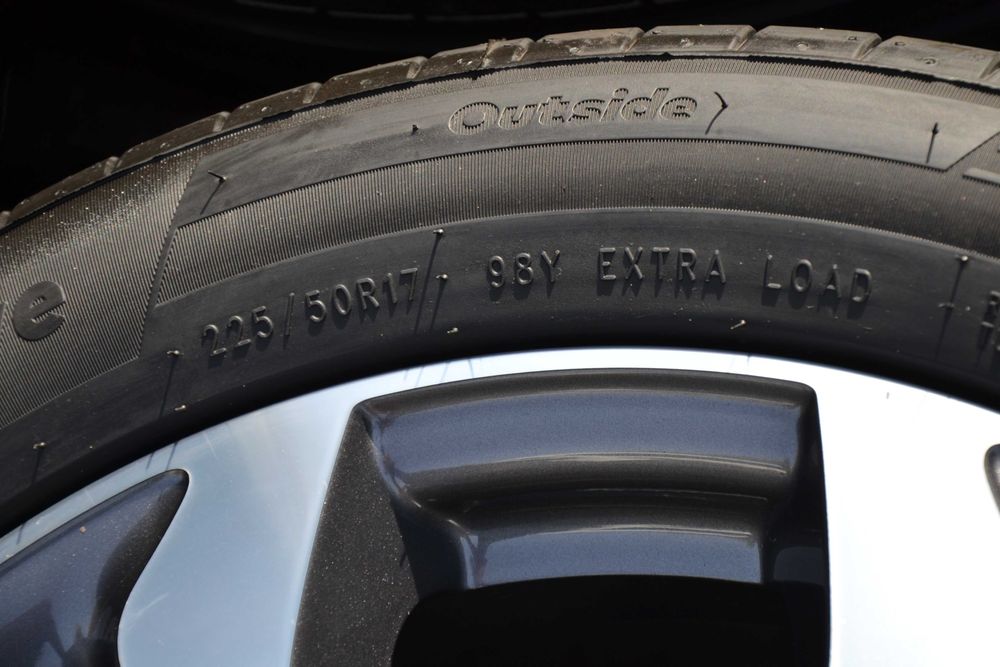 Outside
225/50R17 98Y EXTRA LOAD
e